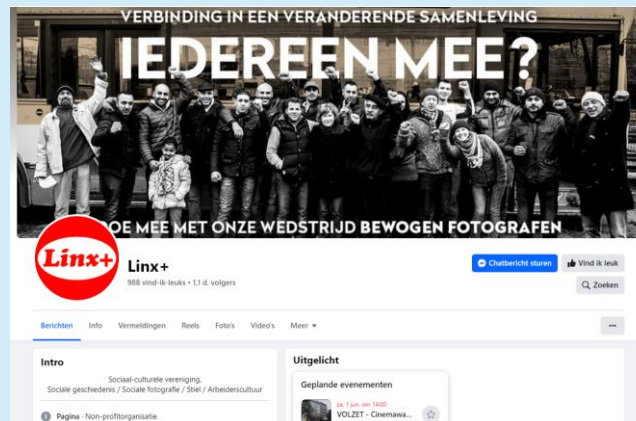 VERBINDING IN EEN VERANDERENDE SAMENLEVING
IEDEREEN MEE?
OE MEE MET ONZE WEDSTRIJD BEWOGEN FOTOGRAFEN
Linx+
Linx+
988 vind-ik-leuks • 1,1 d. volgers
Chatbericht sturen
Vind ik leuk
Zoeken
Berichten Info Vermeldingen Reels Foto's Video's Meer
Intro
Sociaal-culturele vereniging.
Sociale geschiedenis / Sociale fotografie / Stiel / Arbeiderscultuur
Pagina · Non-profitorganisatie
Uitgelicht
Geplande evenementen
za, 1 jun. om 14:00
VOLZET - Cinemawa...